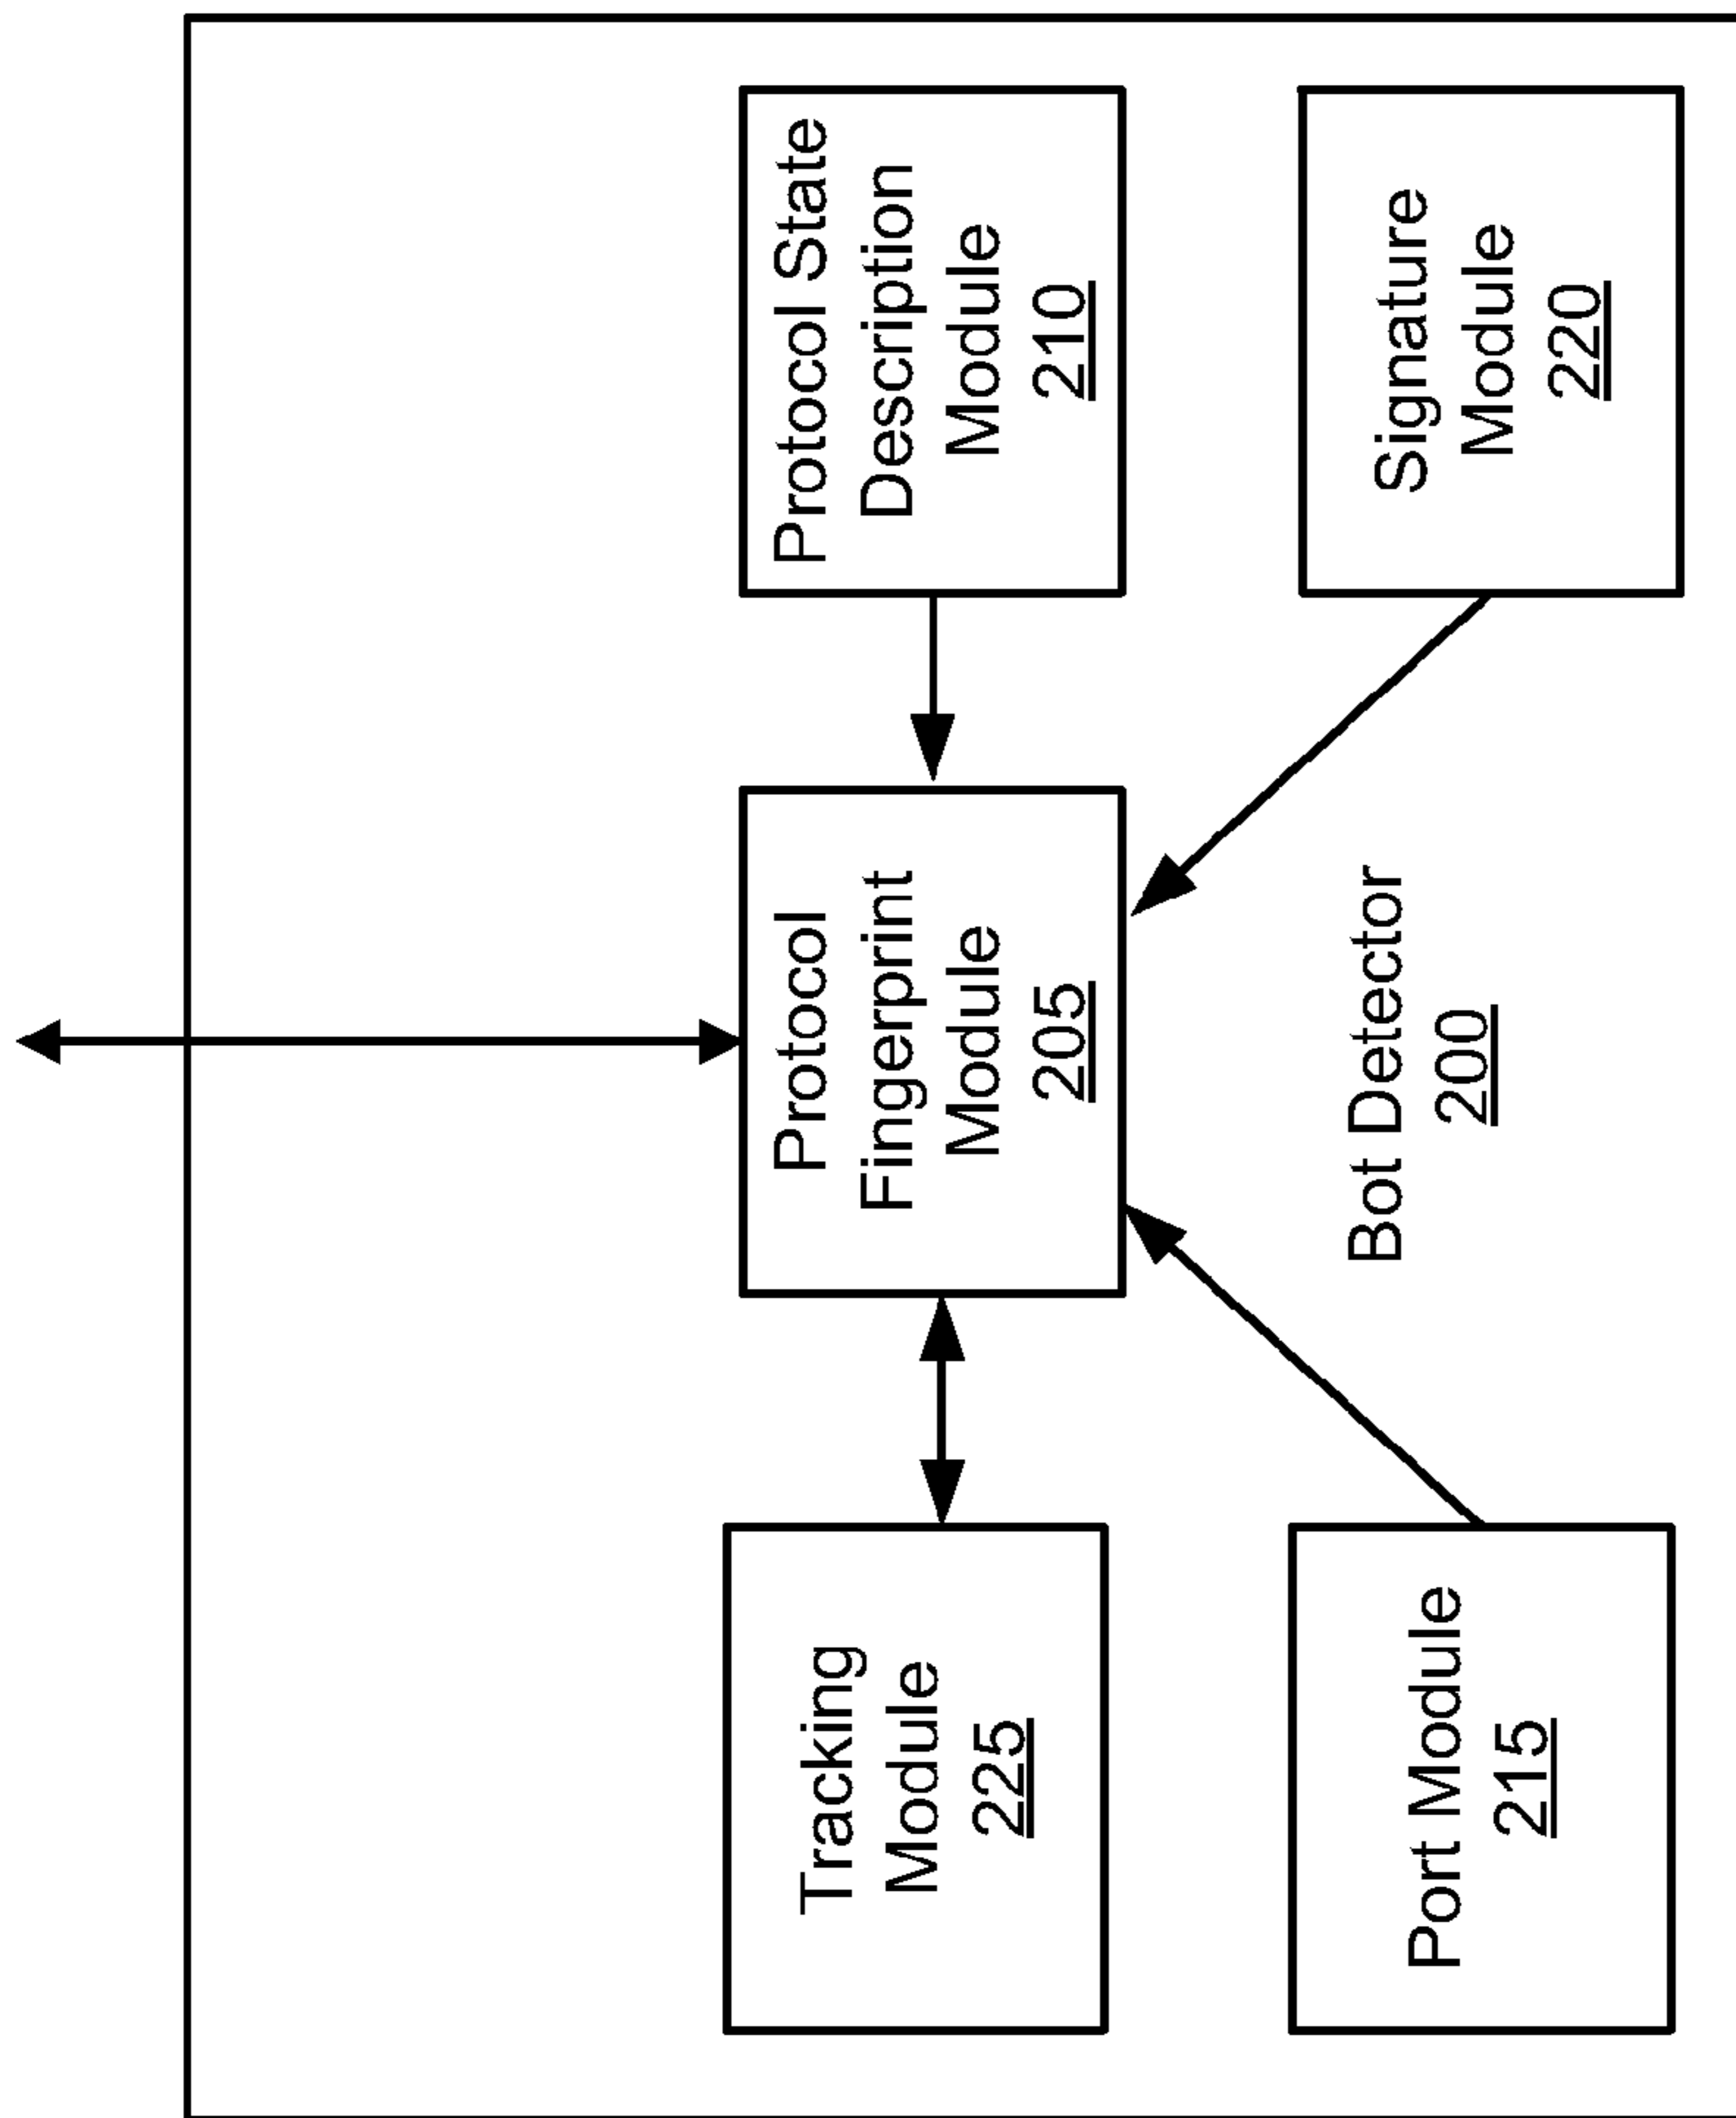 Protocol State
Description
Module
210
Signature
Module
220
Protocol
Fingerprint
Module
205
Bot Detector
200
Tracking
Module
225
Port Module
215